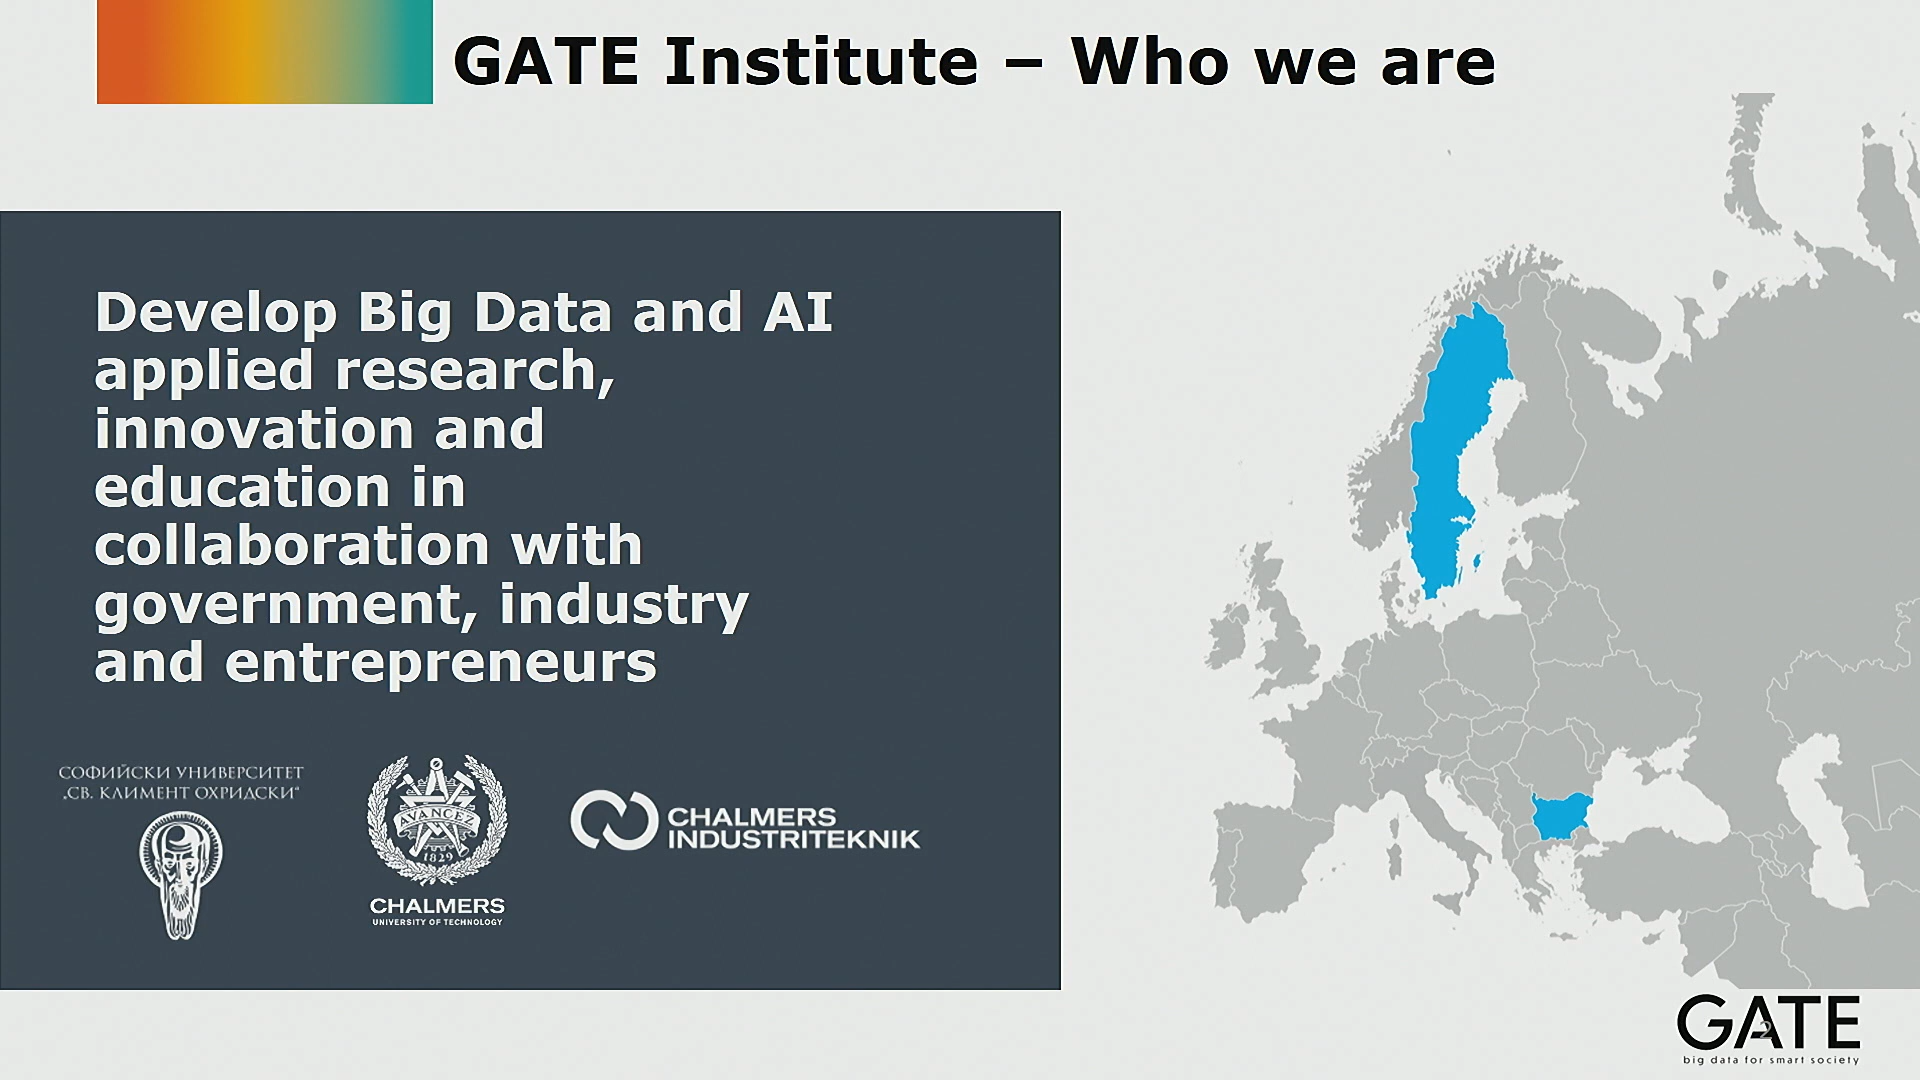 GATE Institute – Who we are
Develop Big Data and AI
applied research,
innovation and
education in
collaboration with
government, industry
and entrepreneurs
СОФИЙСКИ УНИВЕРСИТЕТ
„СВ. КЛИМЕНТ ОХРИДСКИ“
AVANCEZ
1829
CHALMERS
UNIVERSITY OF TECHNOLOGY
CHALMERS
INDUSTRITEKNIK
GATE
2
big data for smart society